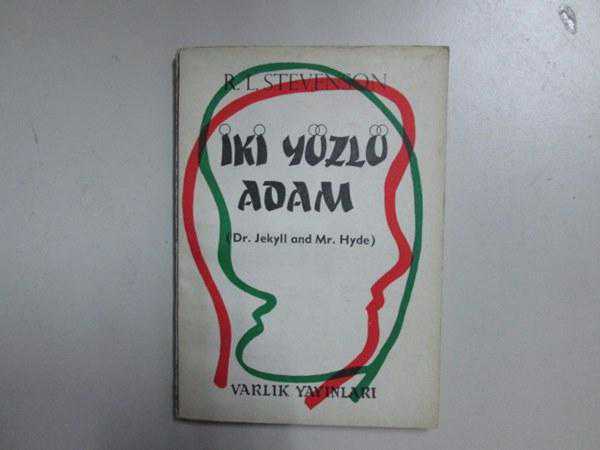 R. L. STEVENSON
İKİ YÜZLÜ
ADAM
(Dr. Jekyll and Mr. Hyde)
VARLIK YAYINLARI